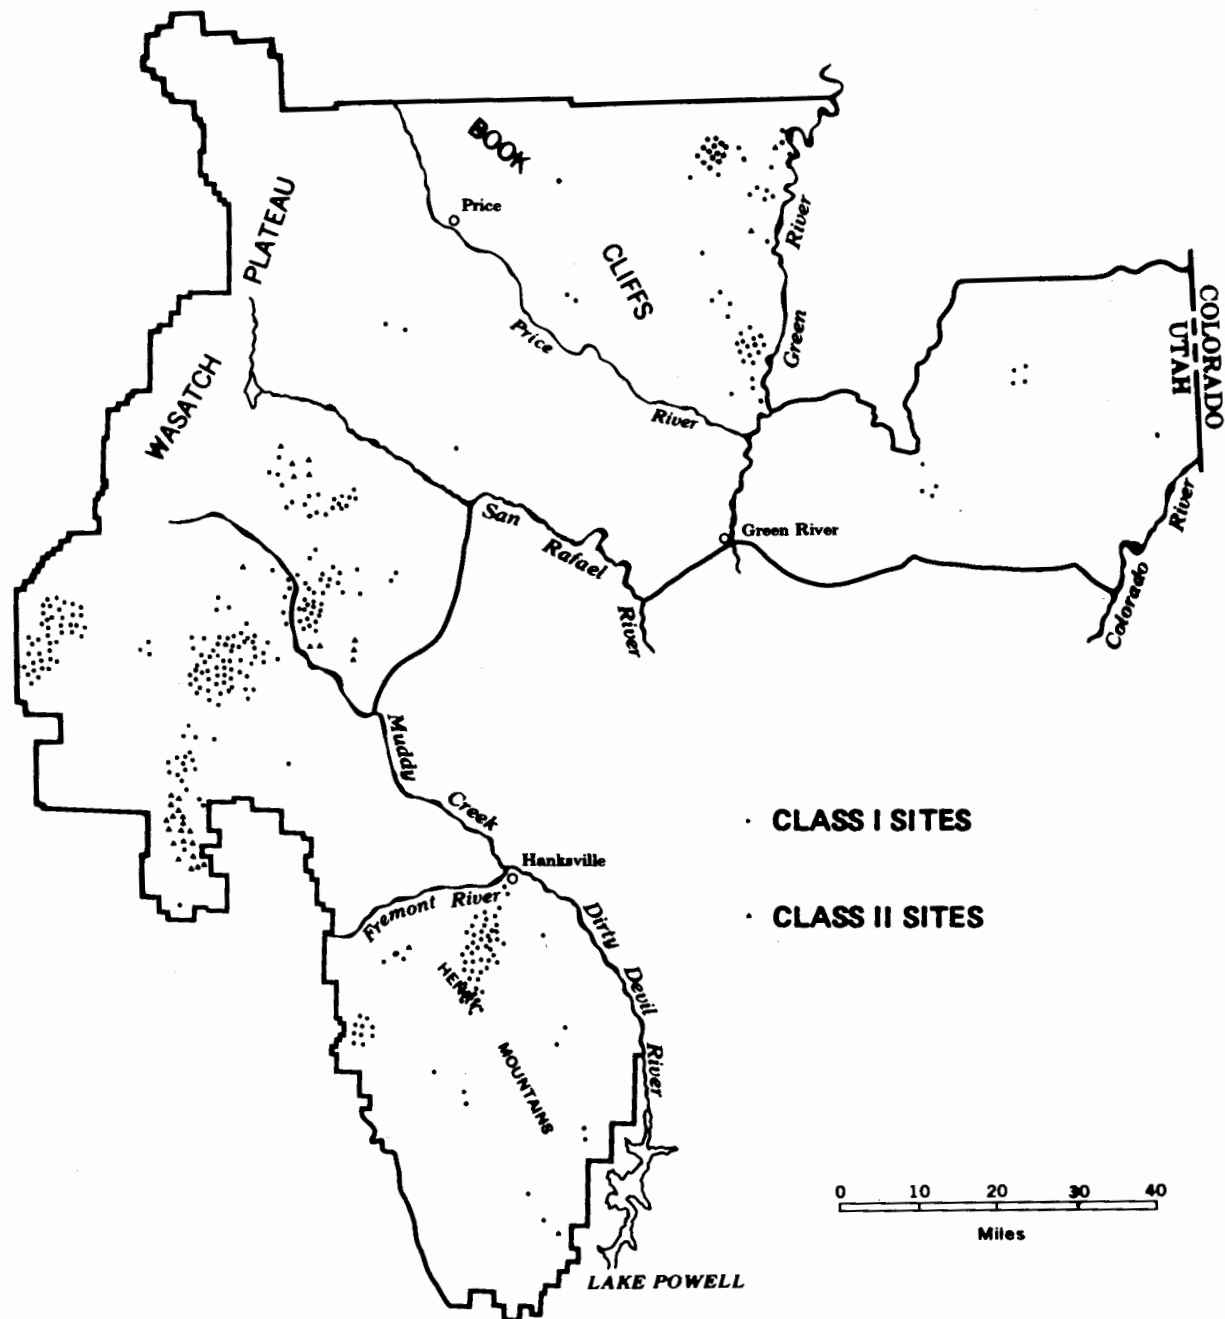 BOOK
CLIFFS
Price
PLATEAU
WASATCH
Price
River
Green
River
COLORADO
UTAH
San
Rafael
River
Green River
Colorado
River
Muddy
Creek
CLASS I SITES
CLASS II SITES
Hanksville
Fremont River
Dirty
Devil
River
MOUNTAINS
0 10 20 30 40
Miles
LAKE POWELL